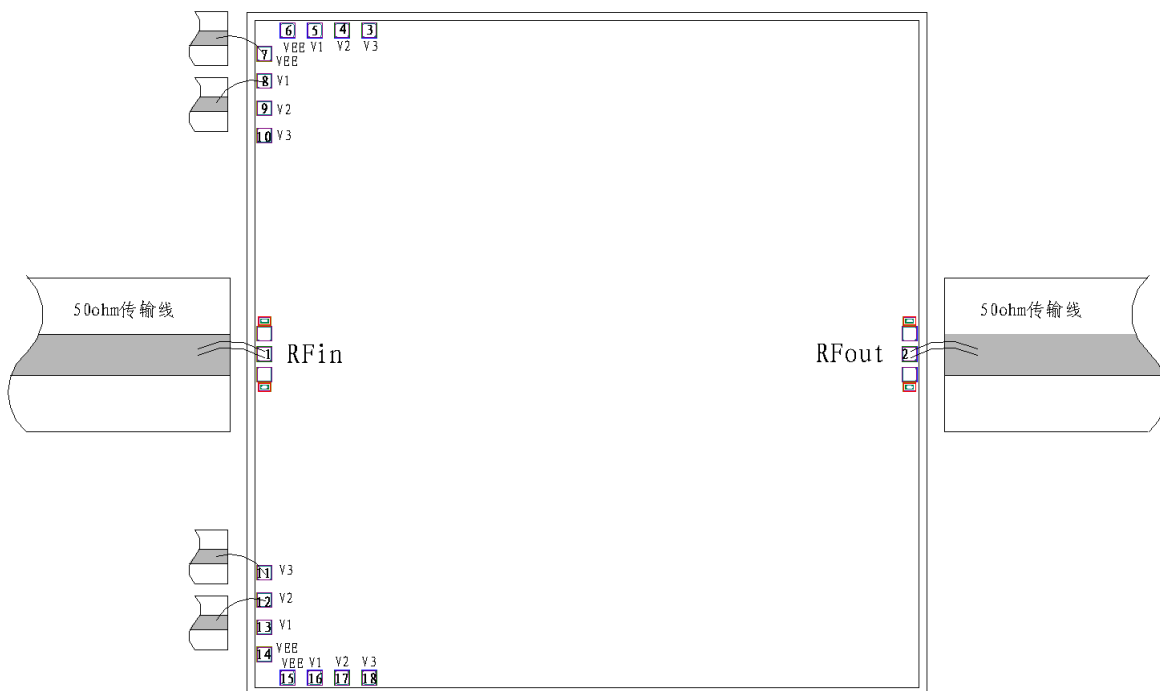 6 5 4 3
VEE V1 V2 V3
7 VEE
8 V1
9 V2
10 V3
50ohm传输线
50ohm传输线
1 RFin
RFout 2
11 V3
12 V2
13 V1
14 VEE
VEE V1 V2 V3
15 16 17 18